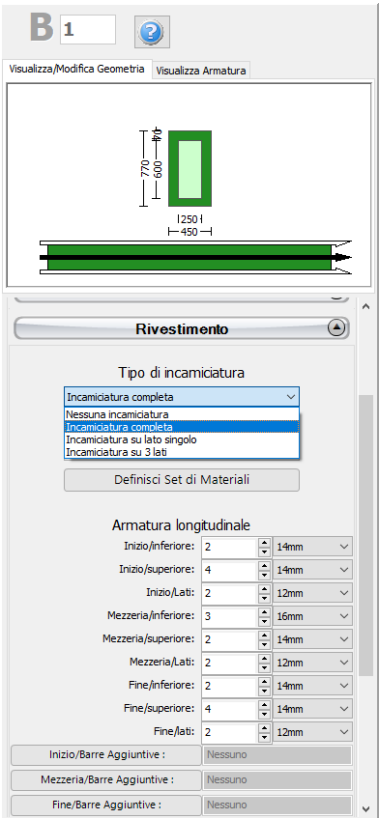 B 1
Visualizza/Modifica Geometria Visualizza Armatura
770
600
250
450
Rivestimento
Tipo di incamiciatura
Incamiciatura completa
Nessuna incamiciatura
Incamiciatura completa
Incamiciatura su lato singolo
Incamiciatura su 3 lati
Definisci Set di Materiali
Armatura longitudinale
Inizio/inferiore: 2 14mm
Inizio/superiore: 4 14mm
Inizio/Lati: 2 12mm
Mezzeria/inferiore: 3 16mm
Mezzeria/superiore: 2 14mm
Mezzeria/Lati: 2 12mm
Fine/inferiore: 2 14mm
Fine/superiore: 4 14mm
Fine/lati: 2 12mm
Inizio/Barre Aggiuntive : Nessuno
Mezzeria/Barre Aggiuntive : Nessuno
Fine/Barre Aggiuntive : Nessuno